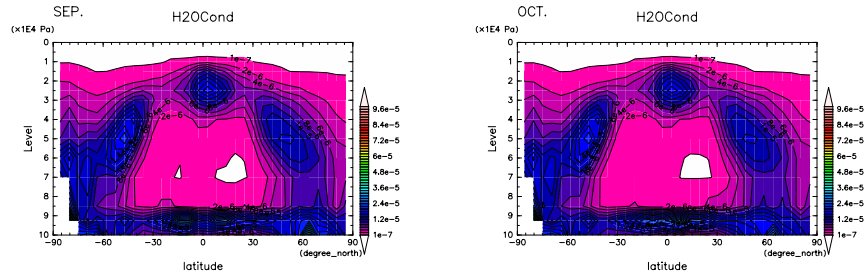 SEP.
H2OCond
(×1E4 Pa)
0
1
2
3
4
5
6
7
8
9
10
Level
−90
−60
−30
0
30
60
90
(degree_north)
latitude
1e−7
2e−6
4e−6
6e−6
2e−6
9.6e−5
8.4e−5
7.2e−5
6e−5
4.8e−5
3.6e−5
2.4e−5
1.2e−5
1e−7
OCT.
H2OCond
(×1E4 Pa)
0
1
2
3
4
5
6
7
8
9
10
Level
−90
−60
−30
0
30
60
90
(degree_north)
latitude
1e−7
2e−6
4e−6
6e−6
2e−6
9.6e−5
8.4e−5
7.2e−5
6e−5
4.8e−5
3.6e−5
2.4e−5
1.2e−5
1e−7